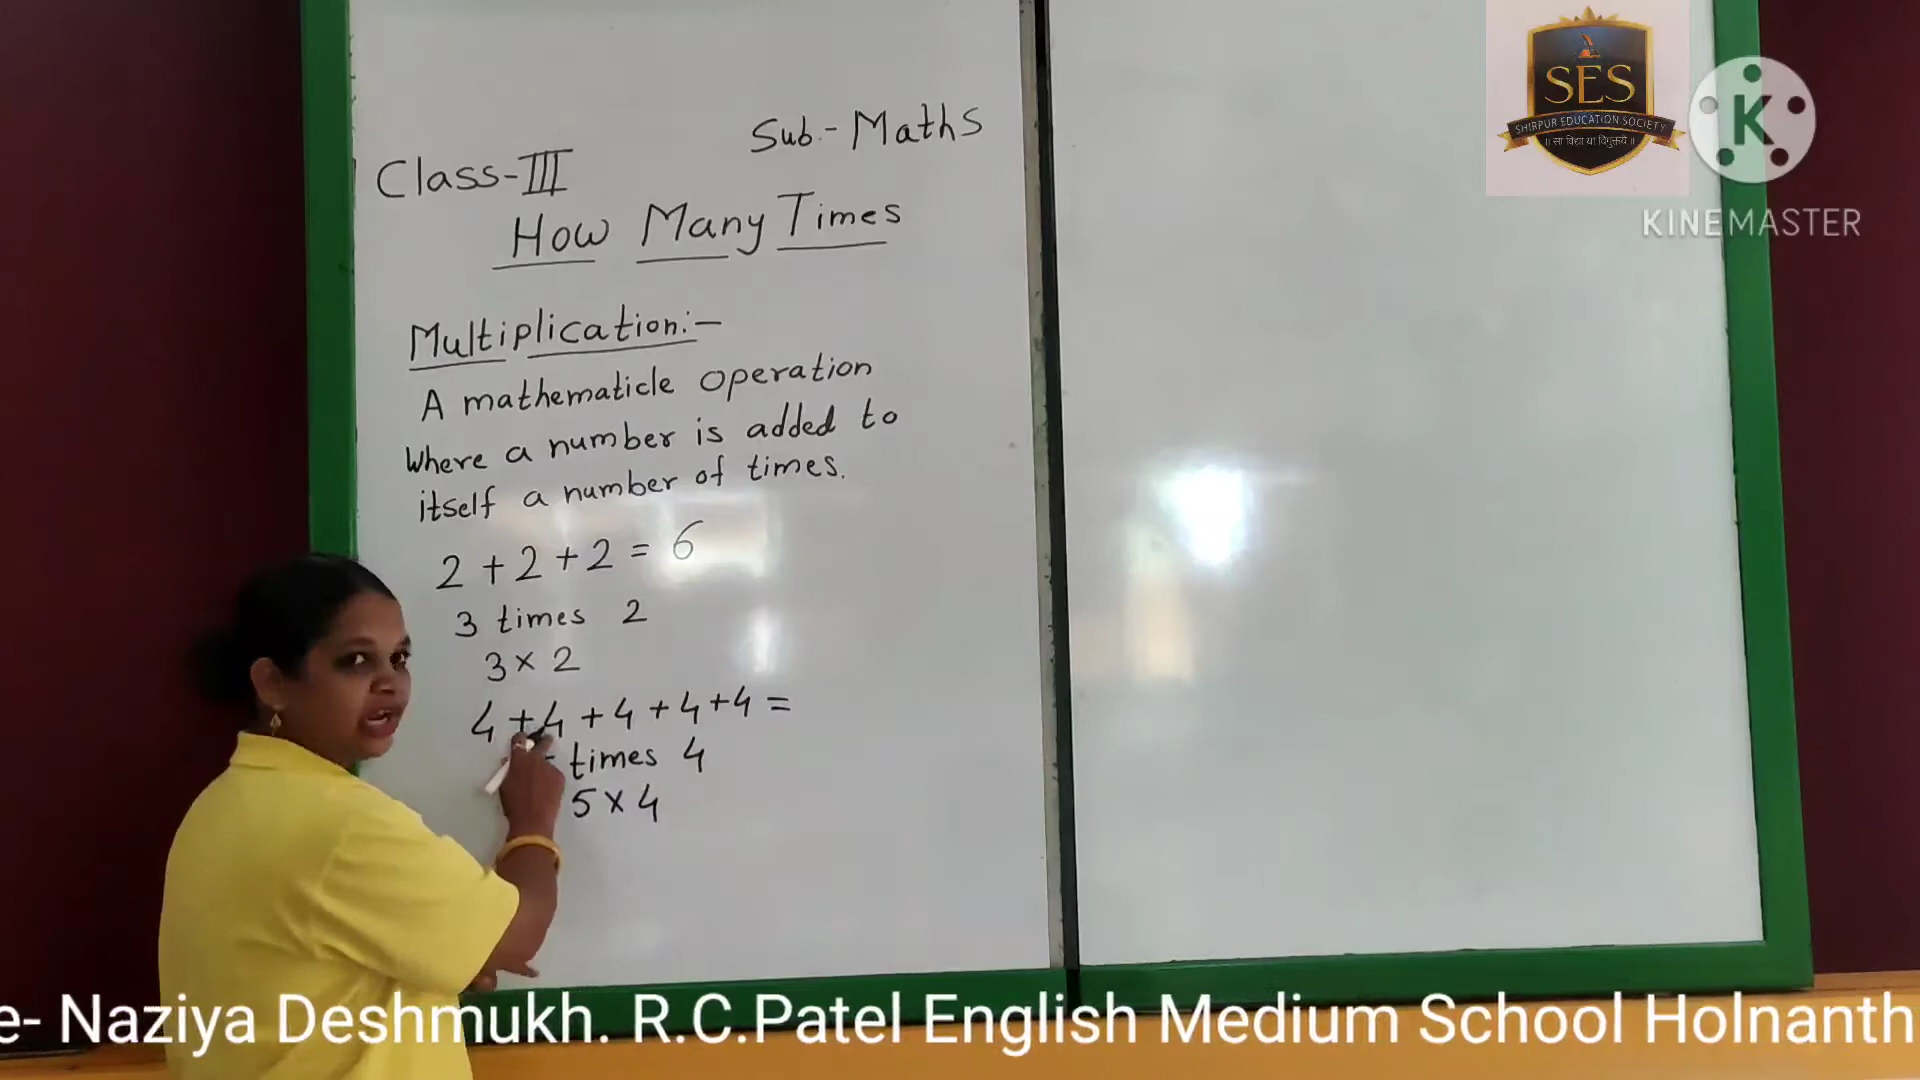 SES
SHIRPUR EDUCATION SOCIETY
|| सा विद्या या विमुक्तये ||
K
KINEMASTER
Sub.- Maths
Class-III
How Many Times
Multiplication:-
A mathematicle operation
where a number is added to
itself a number of times.
2 + 2 + 2 = 6
3 times 2
3 × 2
4 + 4 + 4 + 4 + 4 =
times 4
5 × 4
e- Naziya Deshmukh. R.C.Patel English Medium School Holnanth